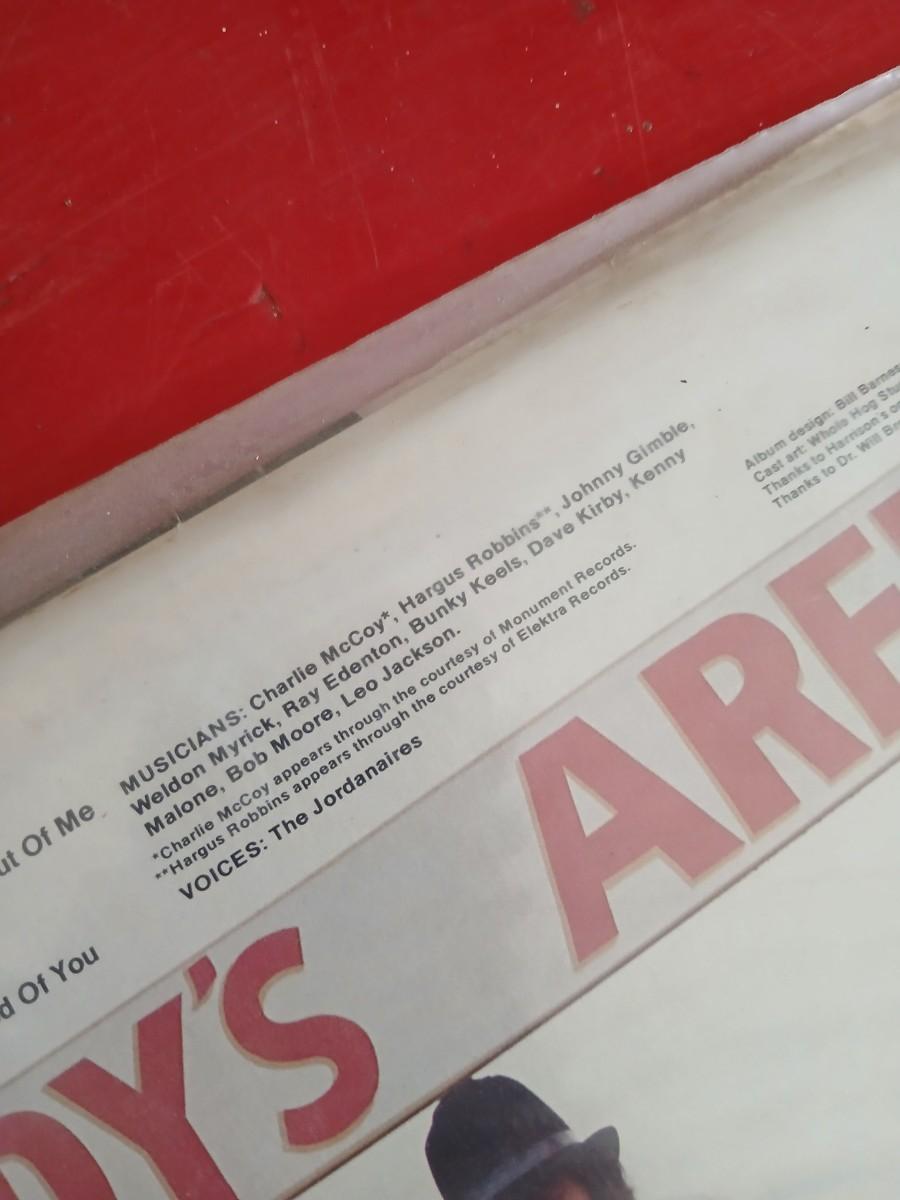 MUSICIANS: Charlie McCoy*, Hargus Robbins**, Johnny Gimble,
Weldon Myrick, Ray Edenton, Bunky Keels, Dave Kirby, Kenny
Malone, Bob Moore, Leo Jackson.
*Charlie McCoy appears through the courtesy of Monument Records.
**Hargus Robbins appears through the courtesy of Elektra Records.
VOICES: The Jordanaires
Album design: Bill Barnes
Cast art: Whole Hog
Thanks to Harrison's
Thanks to Dr. Will
Of Me
Of You
DY'S ARE